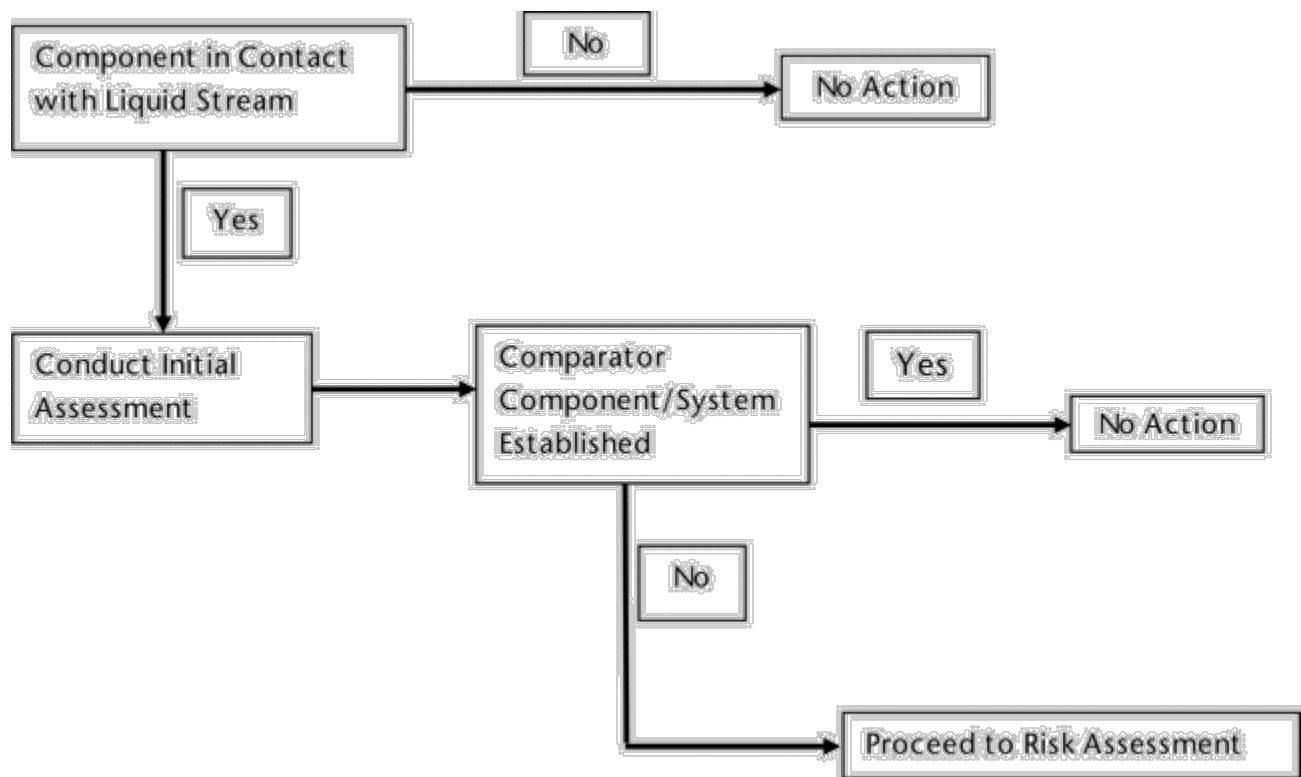 Component in Contact
with Liquid Stream
No
No Action
Yes
Conduct Initial
Assessment
Comparator
Component/System
Established
Yes
No Action
No
Proceed to Risk Assessment